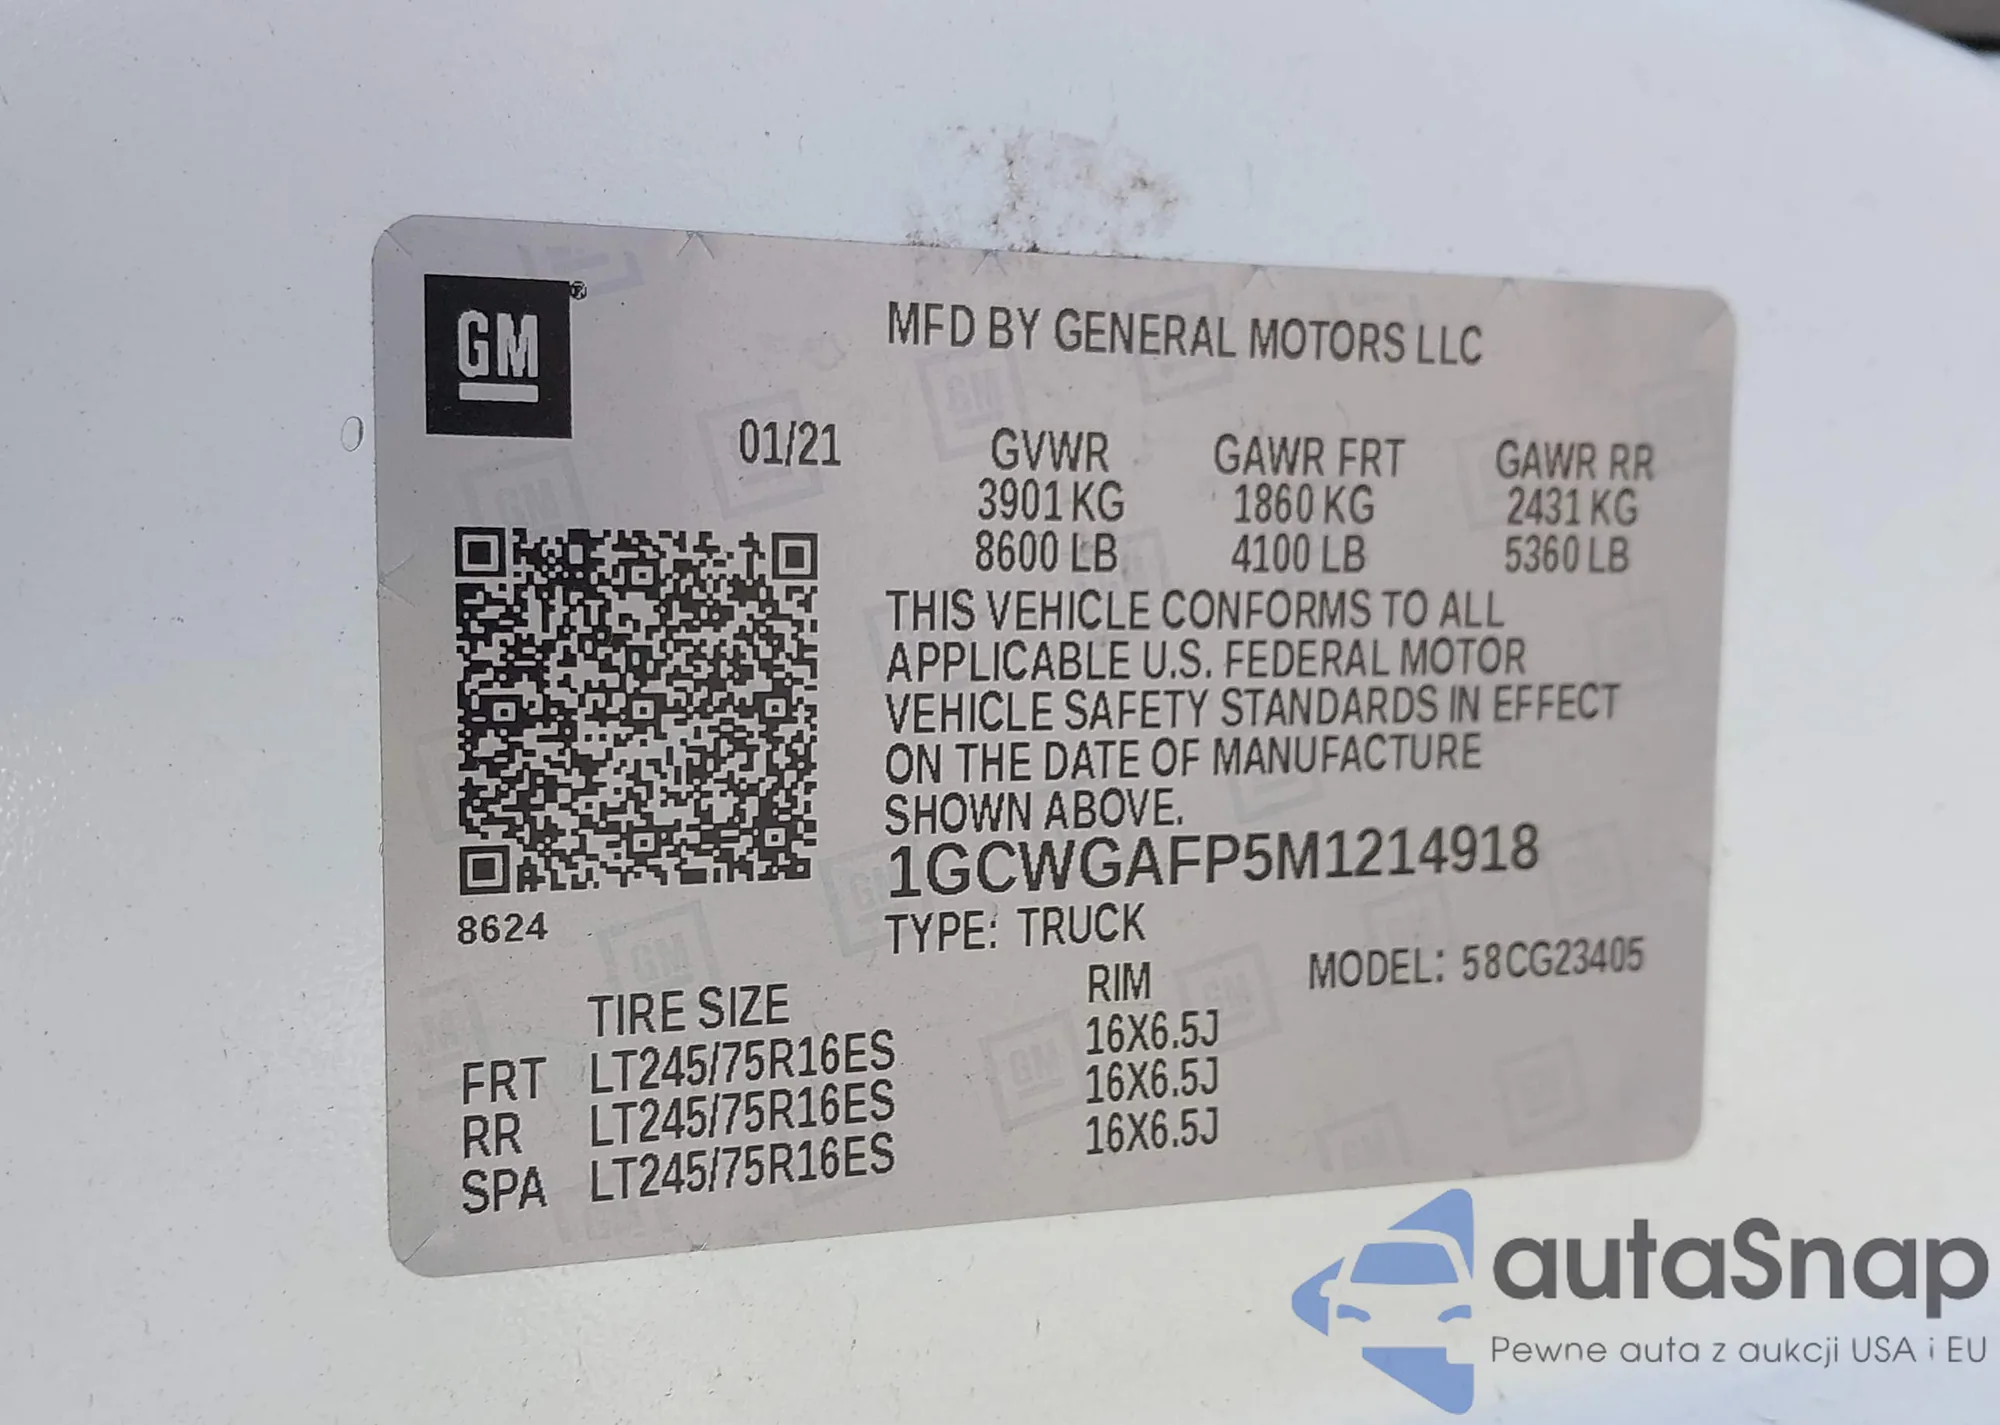 GM®
MFD BY GENERAL MOTORS LLC
01/21
GVWR GAWR FRT GAWR RR
3901 KG 1860 KG 2431 KG
8600 LB 4100 LB 5360 LB
THIS VEHICLE CONFORMS TO ALL
APPLICABLE U.S. FEDERAL MOTOR
VEHICLE SAFETY STANDARDS IN EFFECT
ON THE DATE OF MANUFACTURE
SHOWN ABOVE.
1GCWGAFP5M1214918
8624
TYPE: TRUCK
MODEL: 58CG23405
TIRE SIZE RIM
FRT LT245/75R16ES 16X6.5J
RR LT245/75R16ES 16X6.5J
SPA LT245/75R16ES 16X6.5J
autaSnap
Pewne auta z aukcji USA i EU